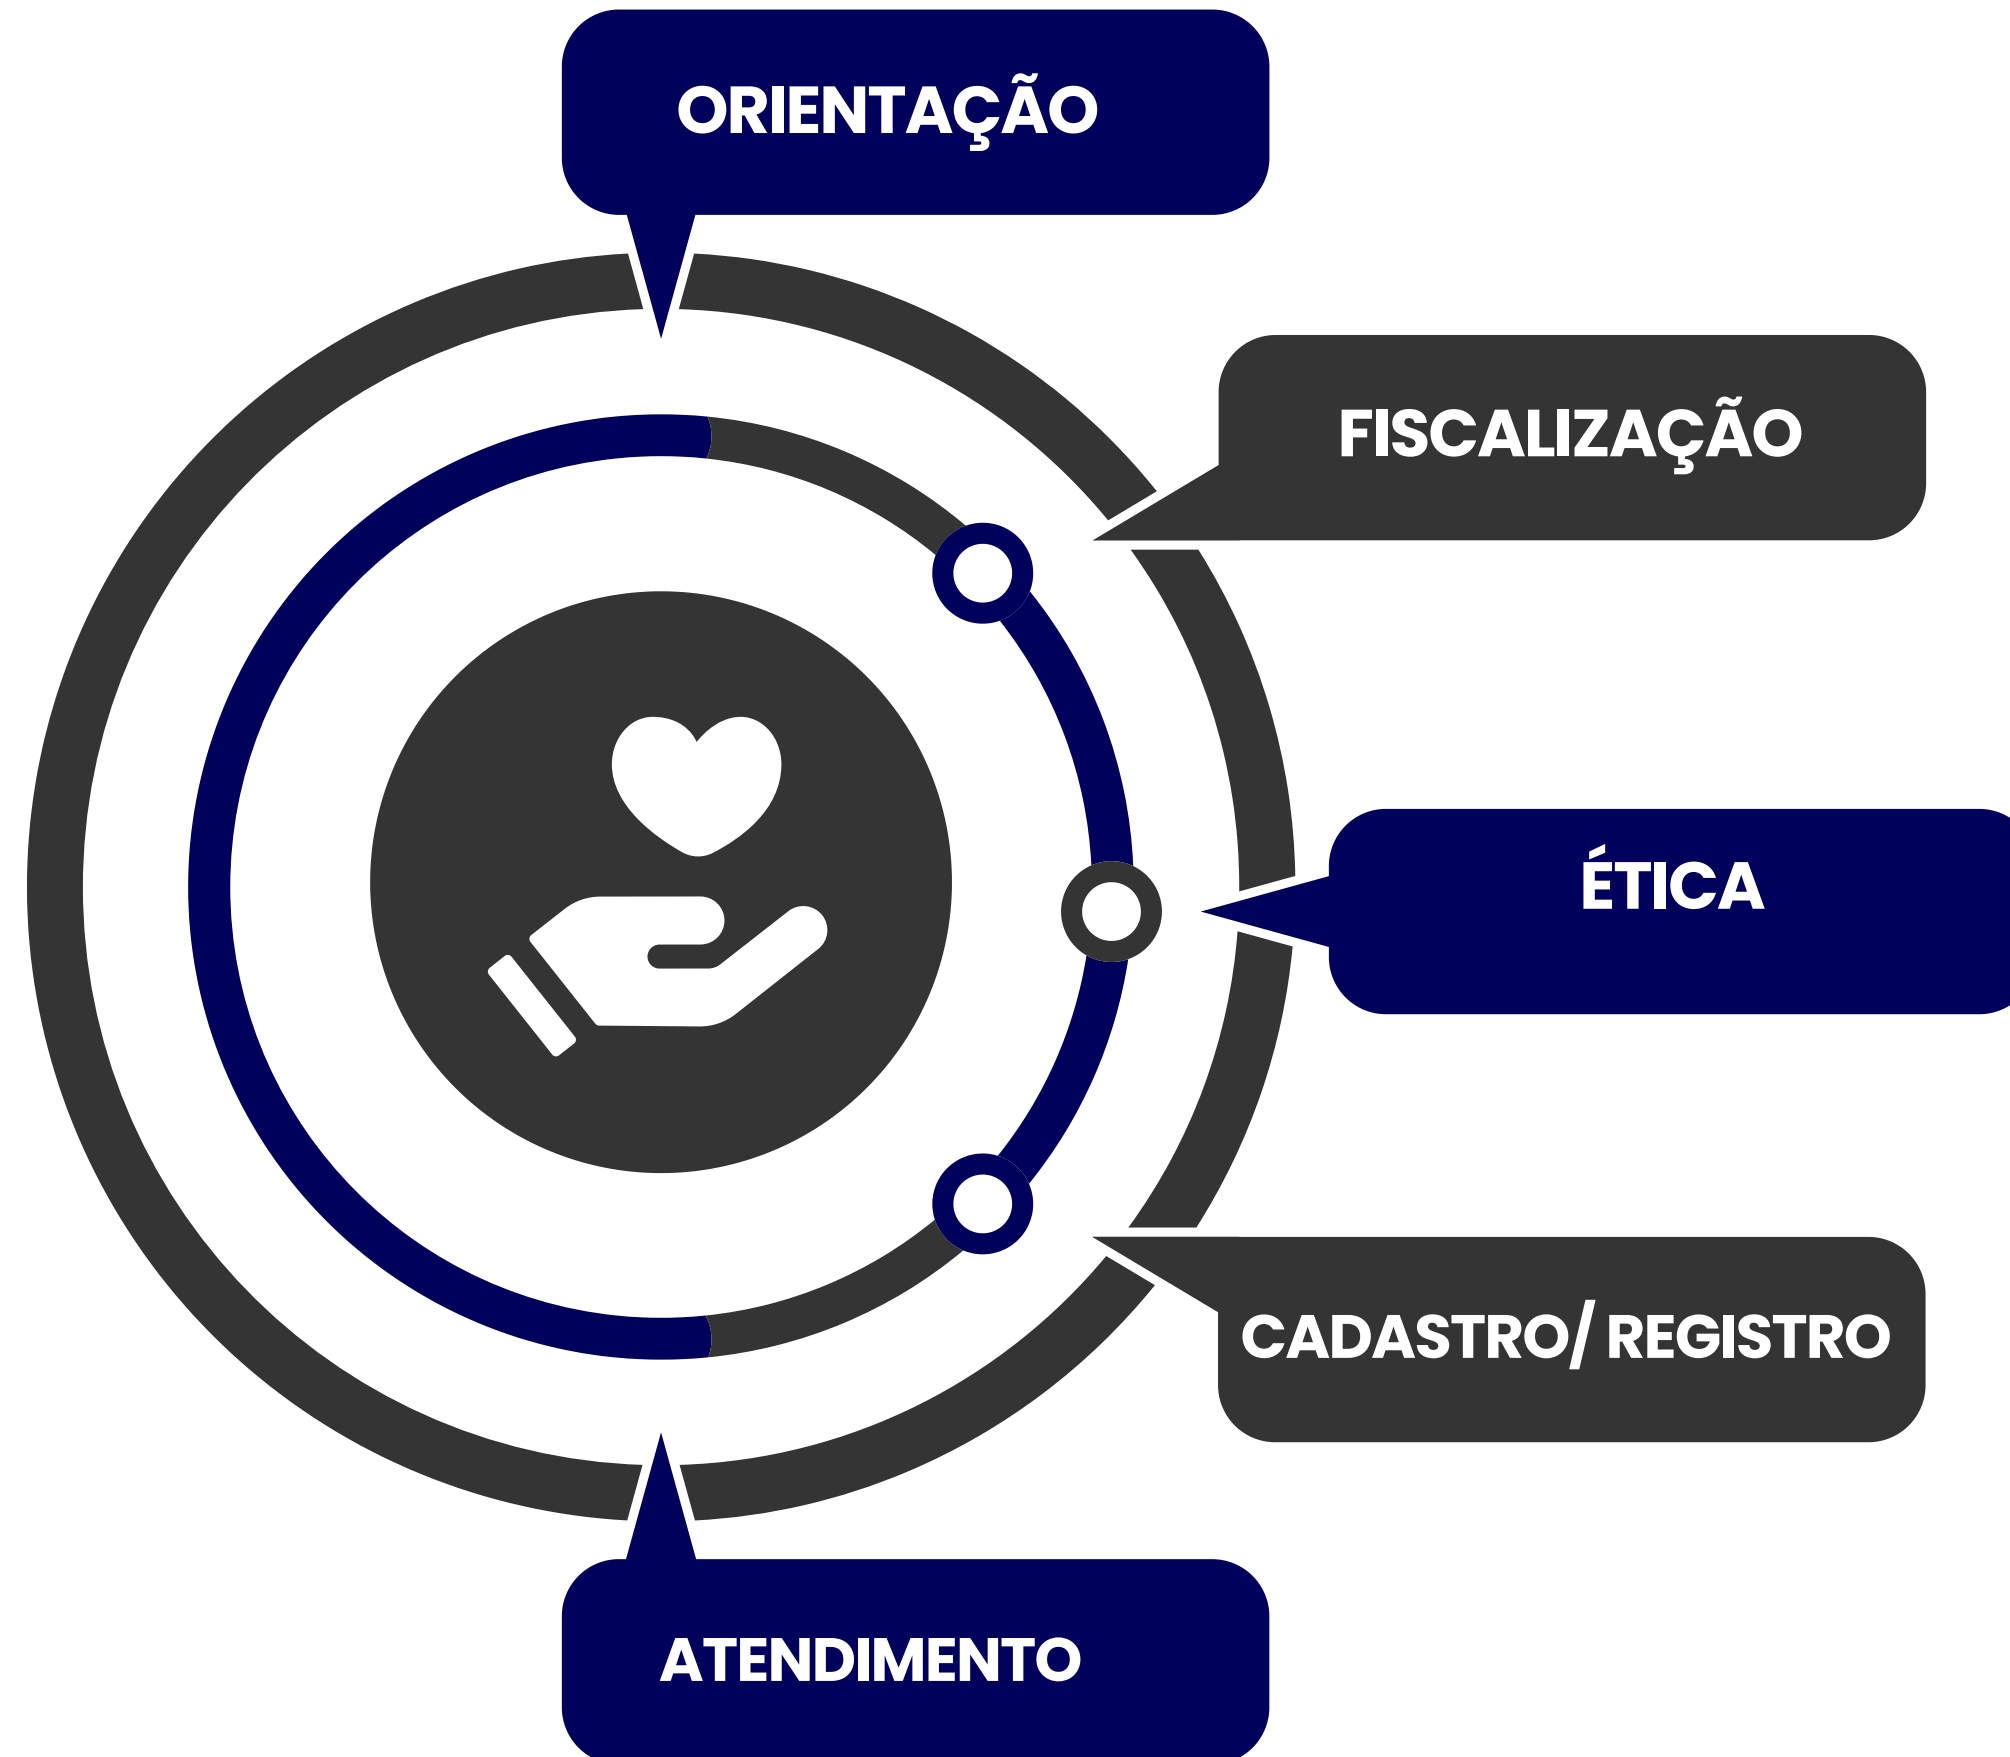 ORIENTAÇÃO
FISCALIZAÇÃO
ÉTICA
CADASTRO/ REGISTRO
ATENDIMENTO